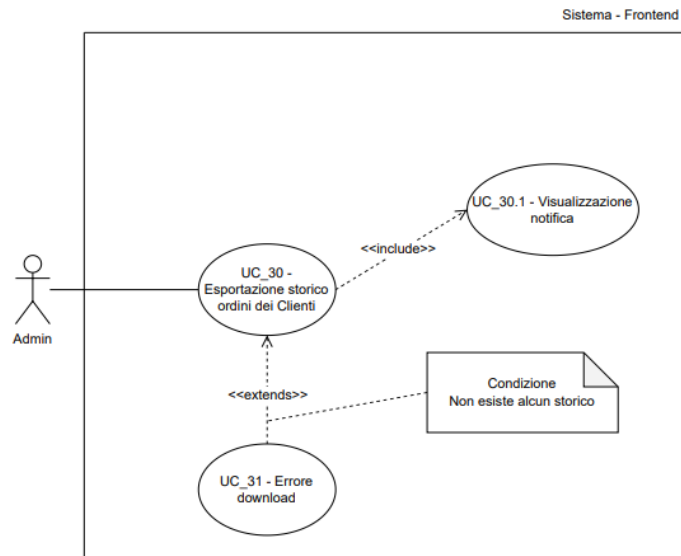 Sistema - Frontend
UC_30.1 - Visualizzazione
notifica
<<include>>
UC_30 -
Esportazione storico
ordini dei Clienti
Admin
<<extends>>
Condizione
Non esiste alcun storico
UC_31 - Errore
download